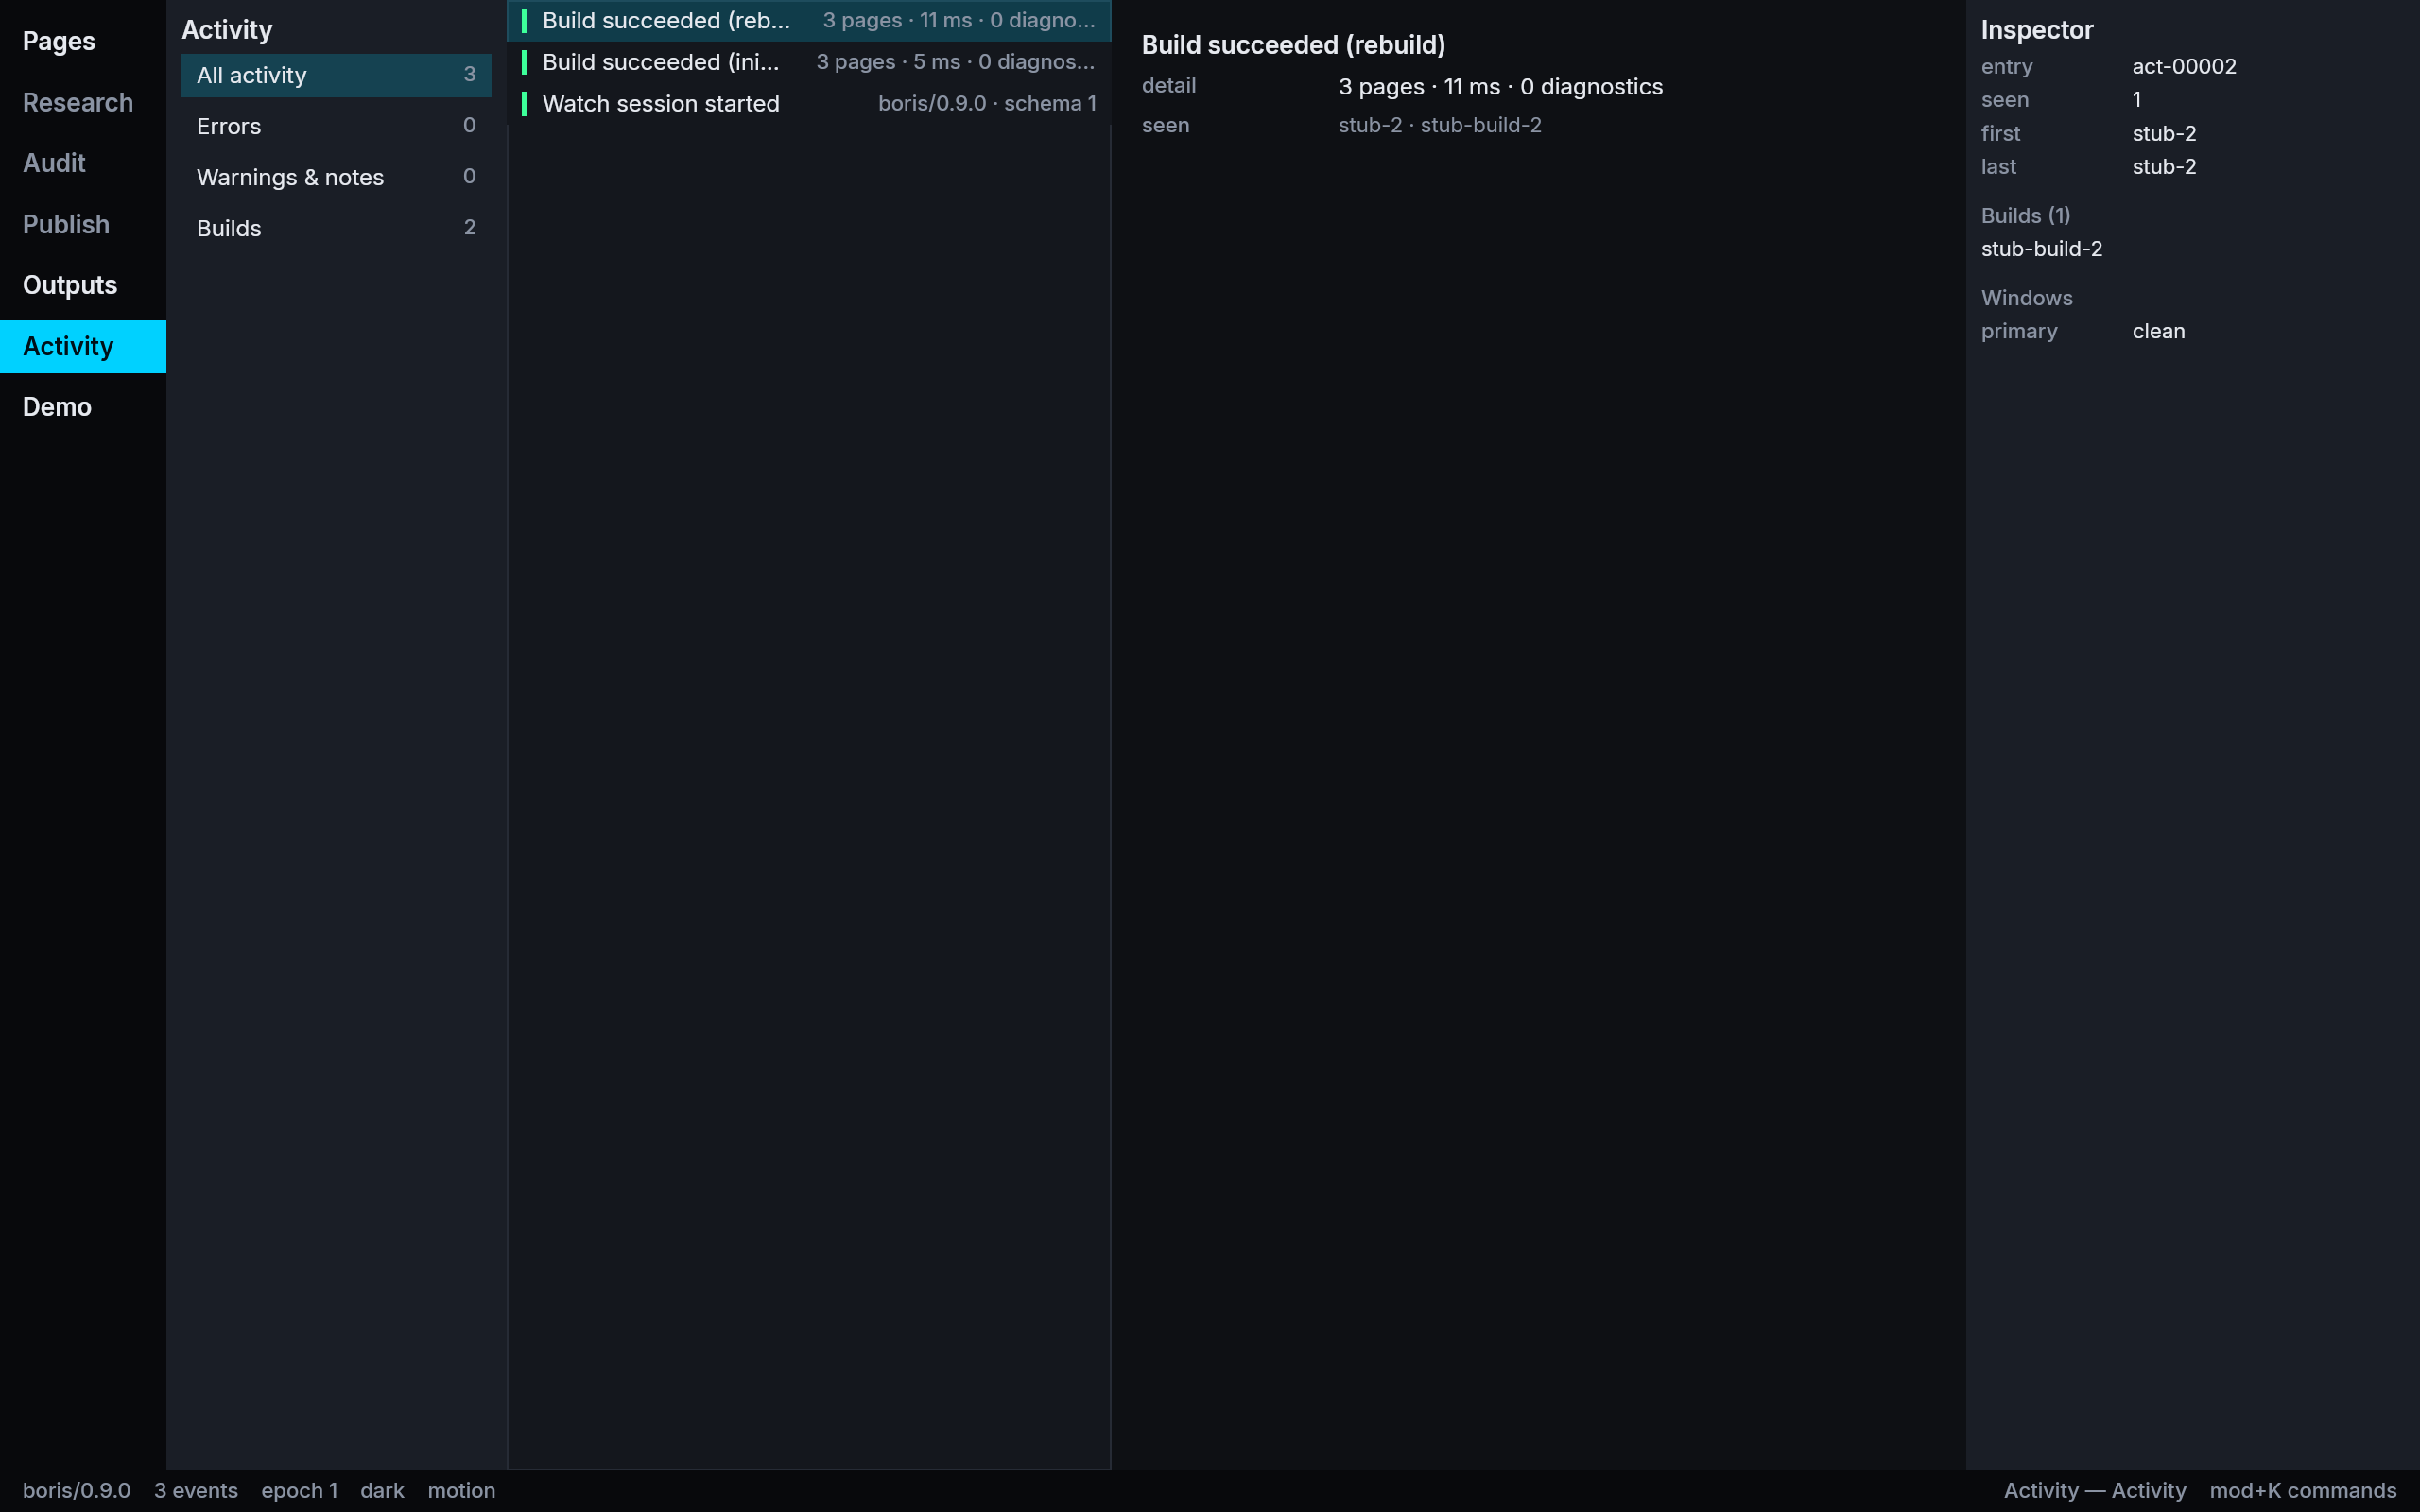 Pages
Research
Audit
Publish
Outputs
Activity
Demo
Activity
All activity 3
Errors 0
Warnings & notes 0
Builds 2
Build succeeded (reb... 3 pages · 11 ms · 0 diagno...
Build succeeded (ini... 3 pages · 5 ms · 0 diagnos...
Watch session started boris/0.9.0 · schema 1
Build succeeded (rebuild)
detail 3 pages · 11 ms · 0 diagnostics
seen stub-2 · stub-build-2
Inspector
entry act-00002
seen 1
first stub-2
last stub-2
Builds (1)
stub-build-2
Windows
primary clean
boris/0.9.0 3 events epoch 1 dark motion Activity — Activity mod+K commands